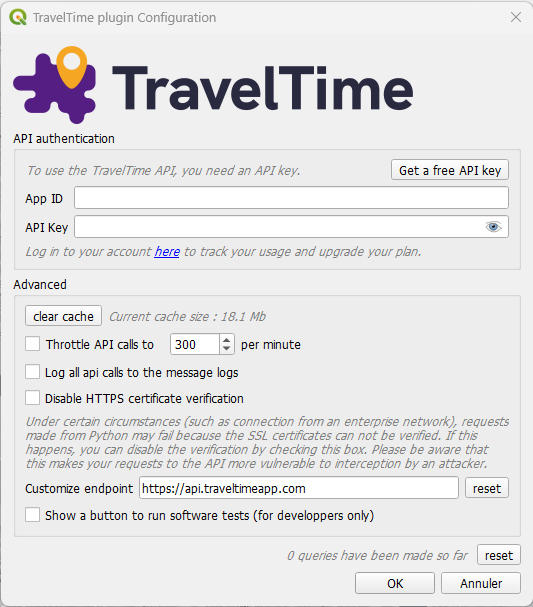 TravelTime plugin Configuration
TravelTime
API authentication
To use the TravelTime API, you need an API key.
Get a free API key
App ID
API Key
Log in to your account here to track your usage and upgrade your plan.
Advanced
clear cache
Current cache size : 18.1 Mb
Throttle API calls to 300 per minute
Log all api calls to the message logs
Disable HTTPS certificate verification
Under certain circumstances (such as connection from an enterprise network), requests
made from Python may fail because the SSL certificates can not be verified. If this
happens, you can disable the verification by checking this box. Please be aware that
this makes your requests to the API more vulnerable to interception by an attacker.
Customize endpoint https://api.traveltimeapp.com reset
Show a button to run software tests (for developpers only)
0 queries have been made so far reset
OK Annuler